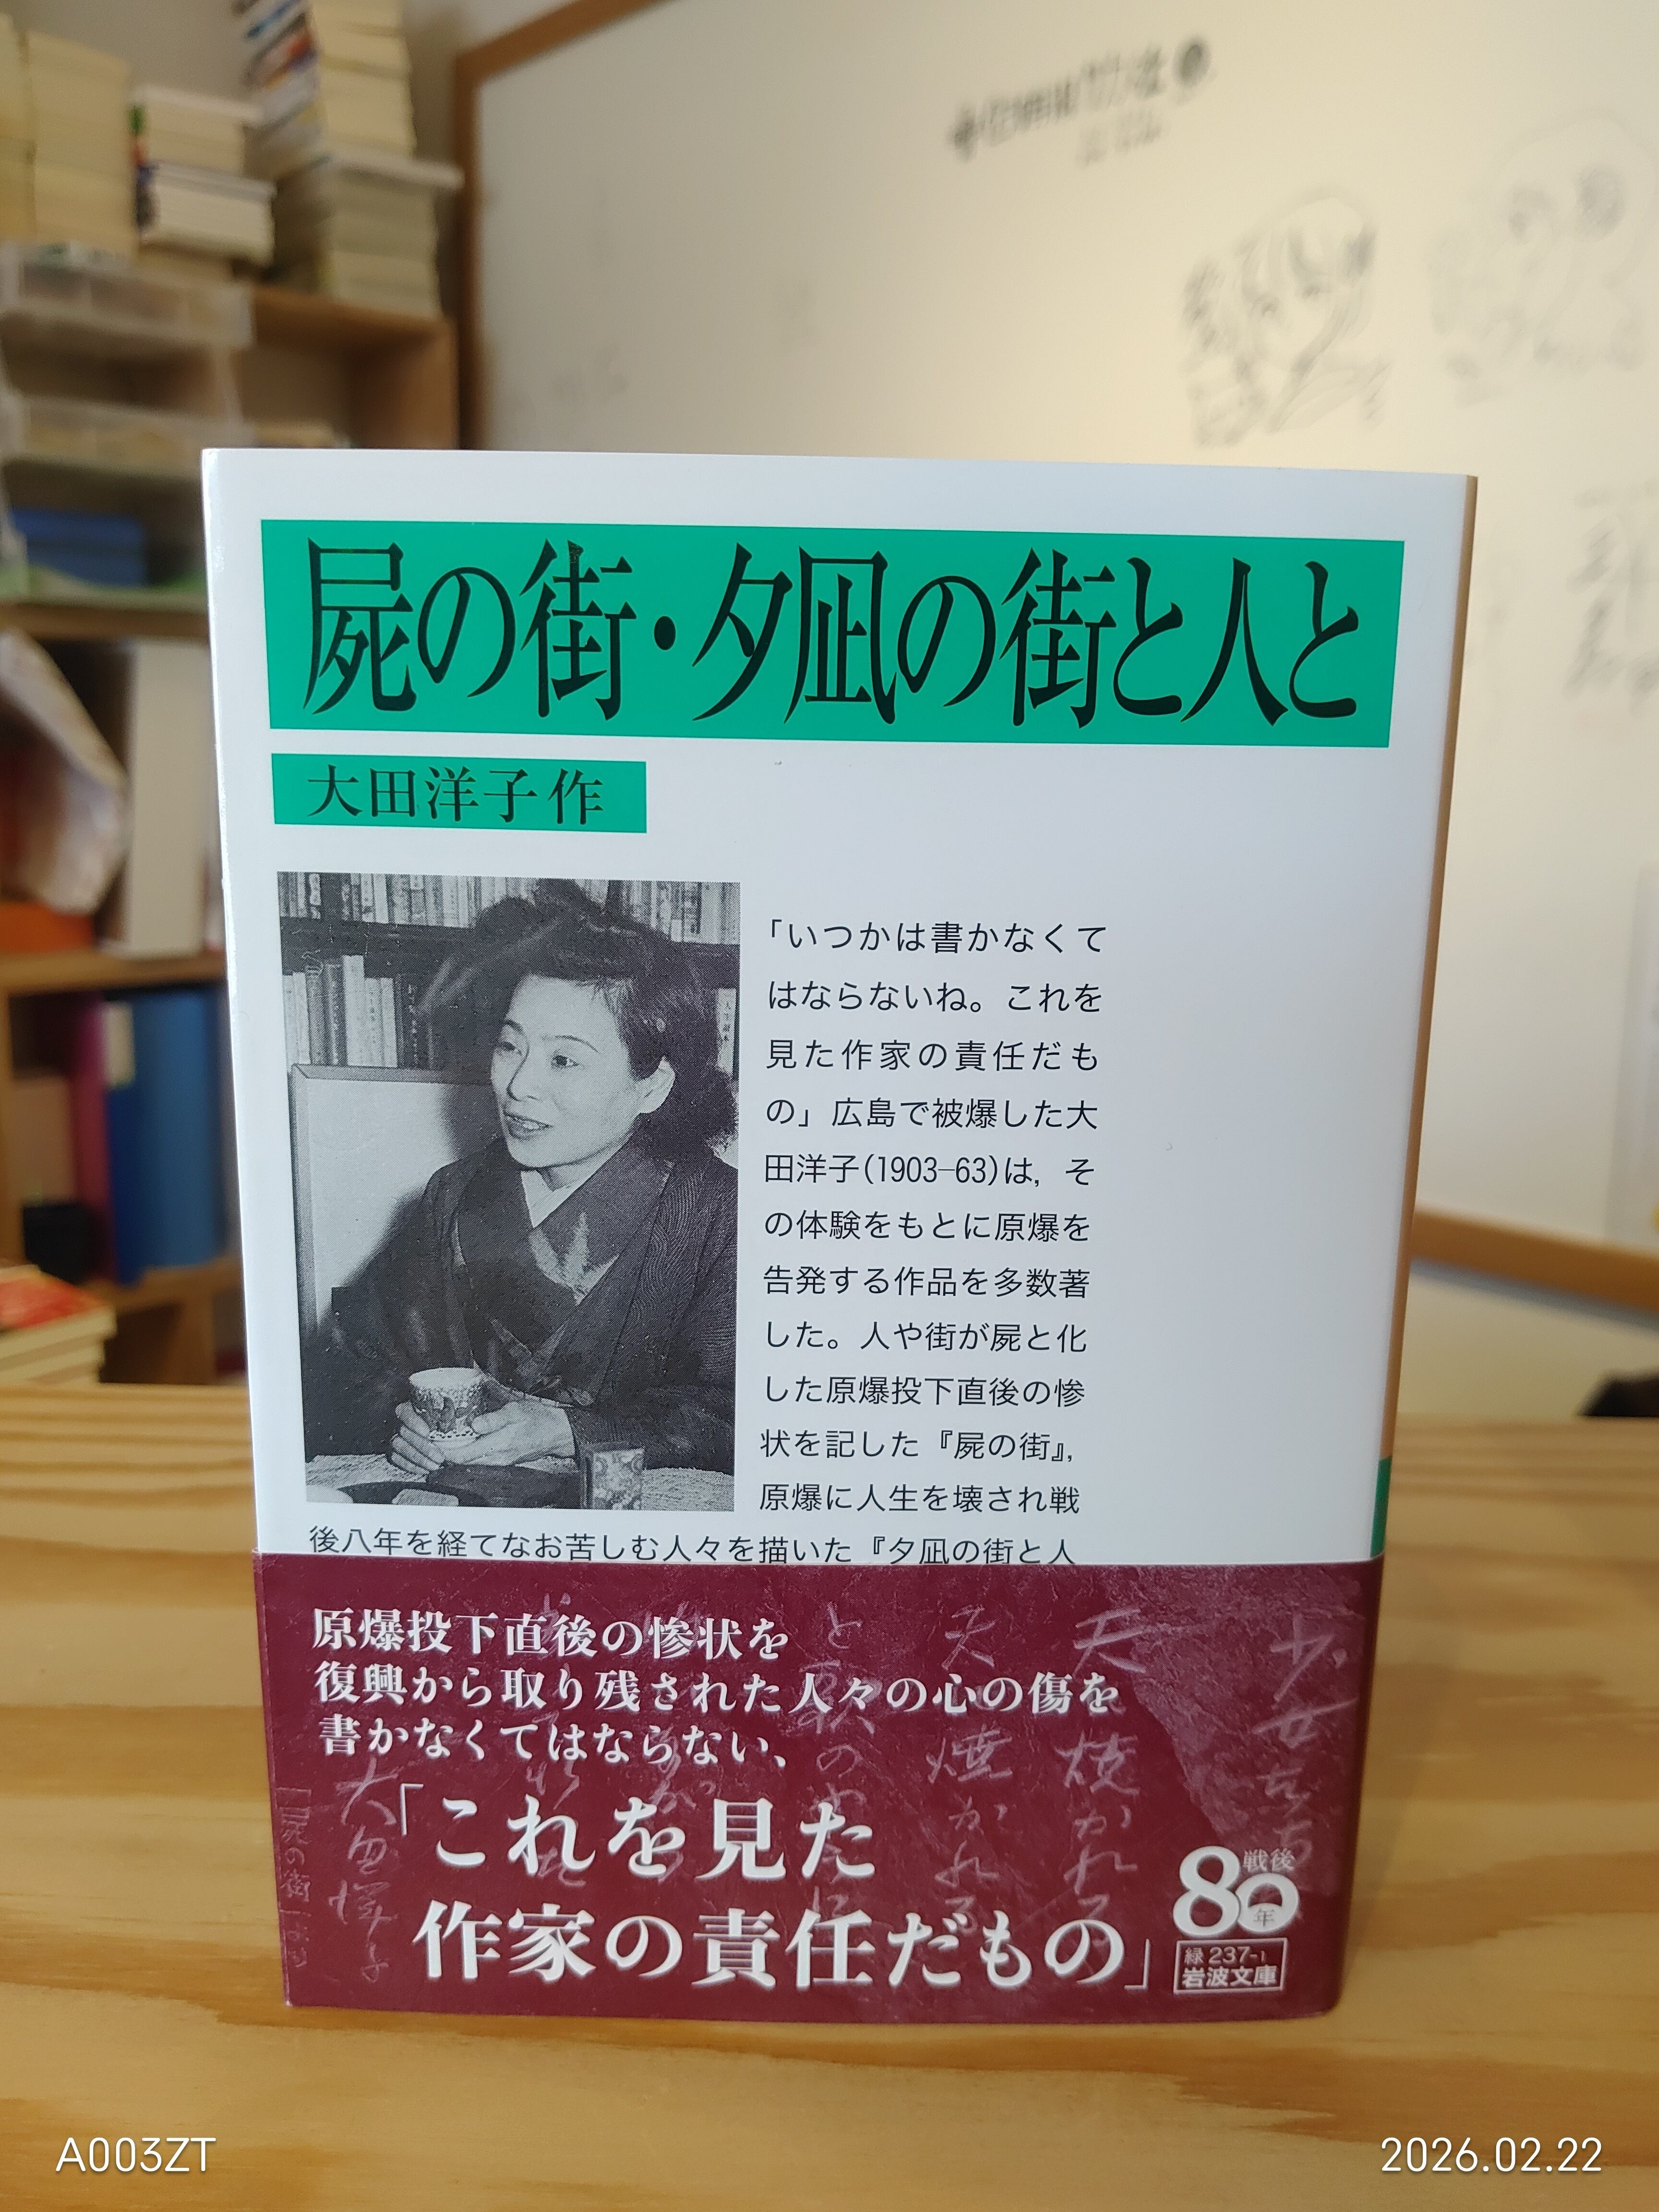 屍の街・夕凪の街と人と
大田洋子作
「いつかは書かなくて
はならないね。これを
見た作家の責任だも
の」広島で被爆した大
田洋子(1903–63)は，そ
の体験をもとに原爆を
告発する作品を多数著
した。人や街が屍と化
した原爆投下直後の惨
状を記した『屍の街』，
原爆に人生を壊され戦
後八年を経てなお苦しむ人々を描いた『夕凪の街と人
原爆投下直後の惨状を
復興から取り残された人々の心の傷を
書かなくてはならない、
「これを見た
作家の責任だもの」
戦後
80年
緑237-1
岩波文庫
A003ZT
2026.02.22